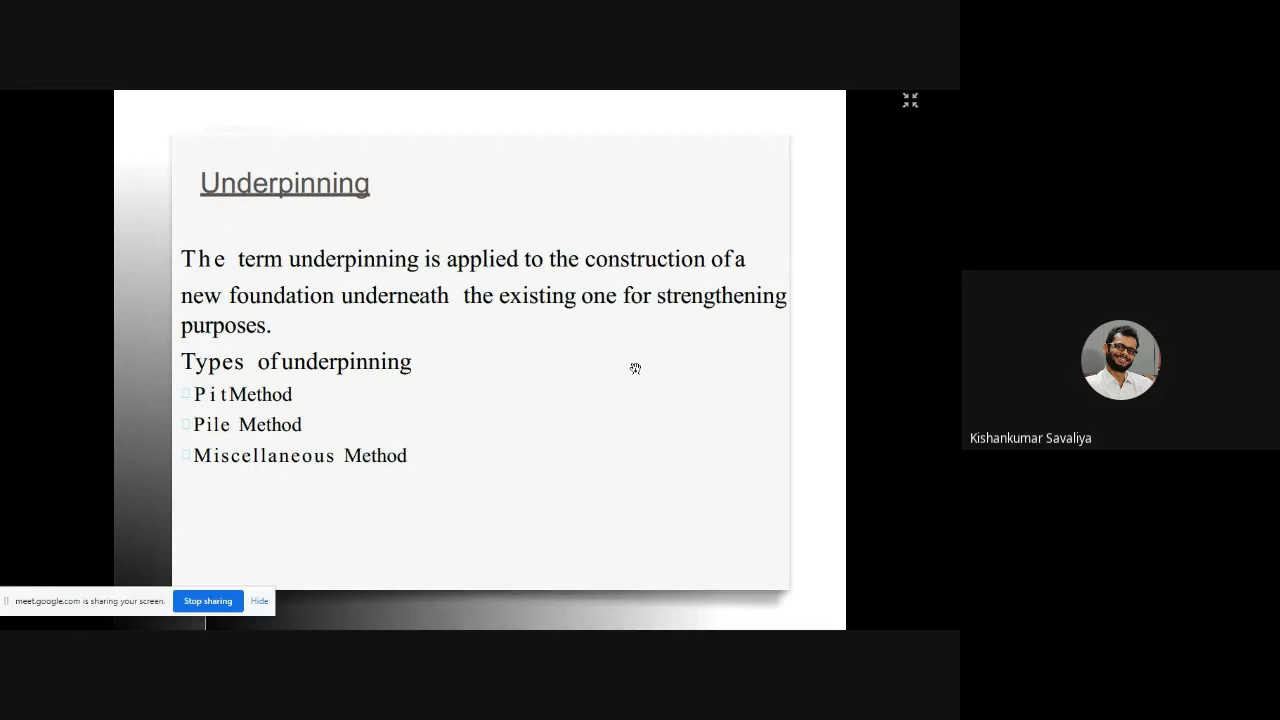 Underpinning
The term underpinning is applied to the construction of a
new foundation underneath the existing one for strengthening
purposes.
Types of underpinning
Pit Method
Pile Method
Miscellaneous Method
Kishankumar Savaliya
meet.google.com is sharing your screen. Stop sharing Hide